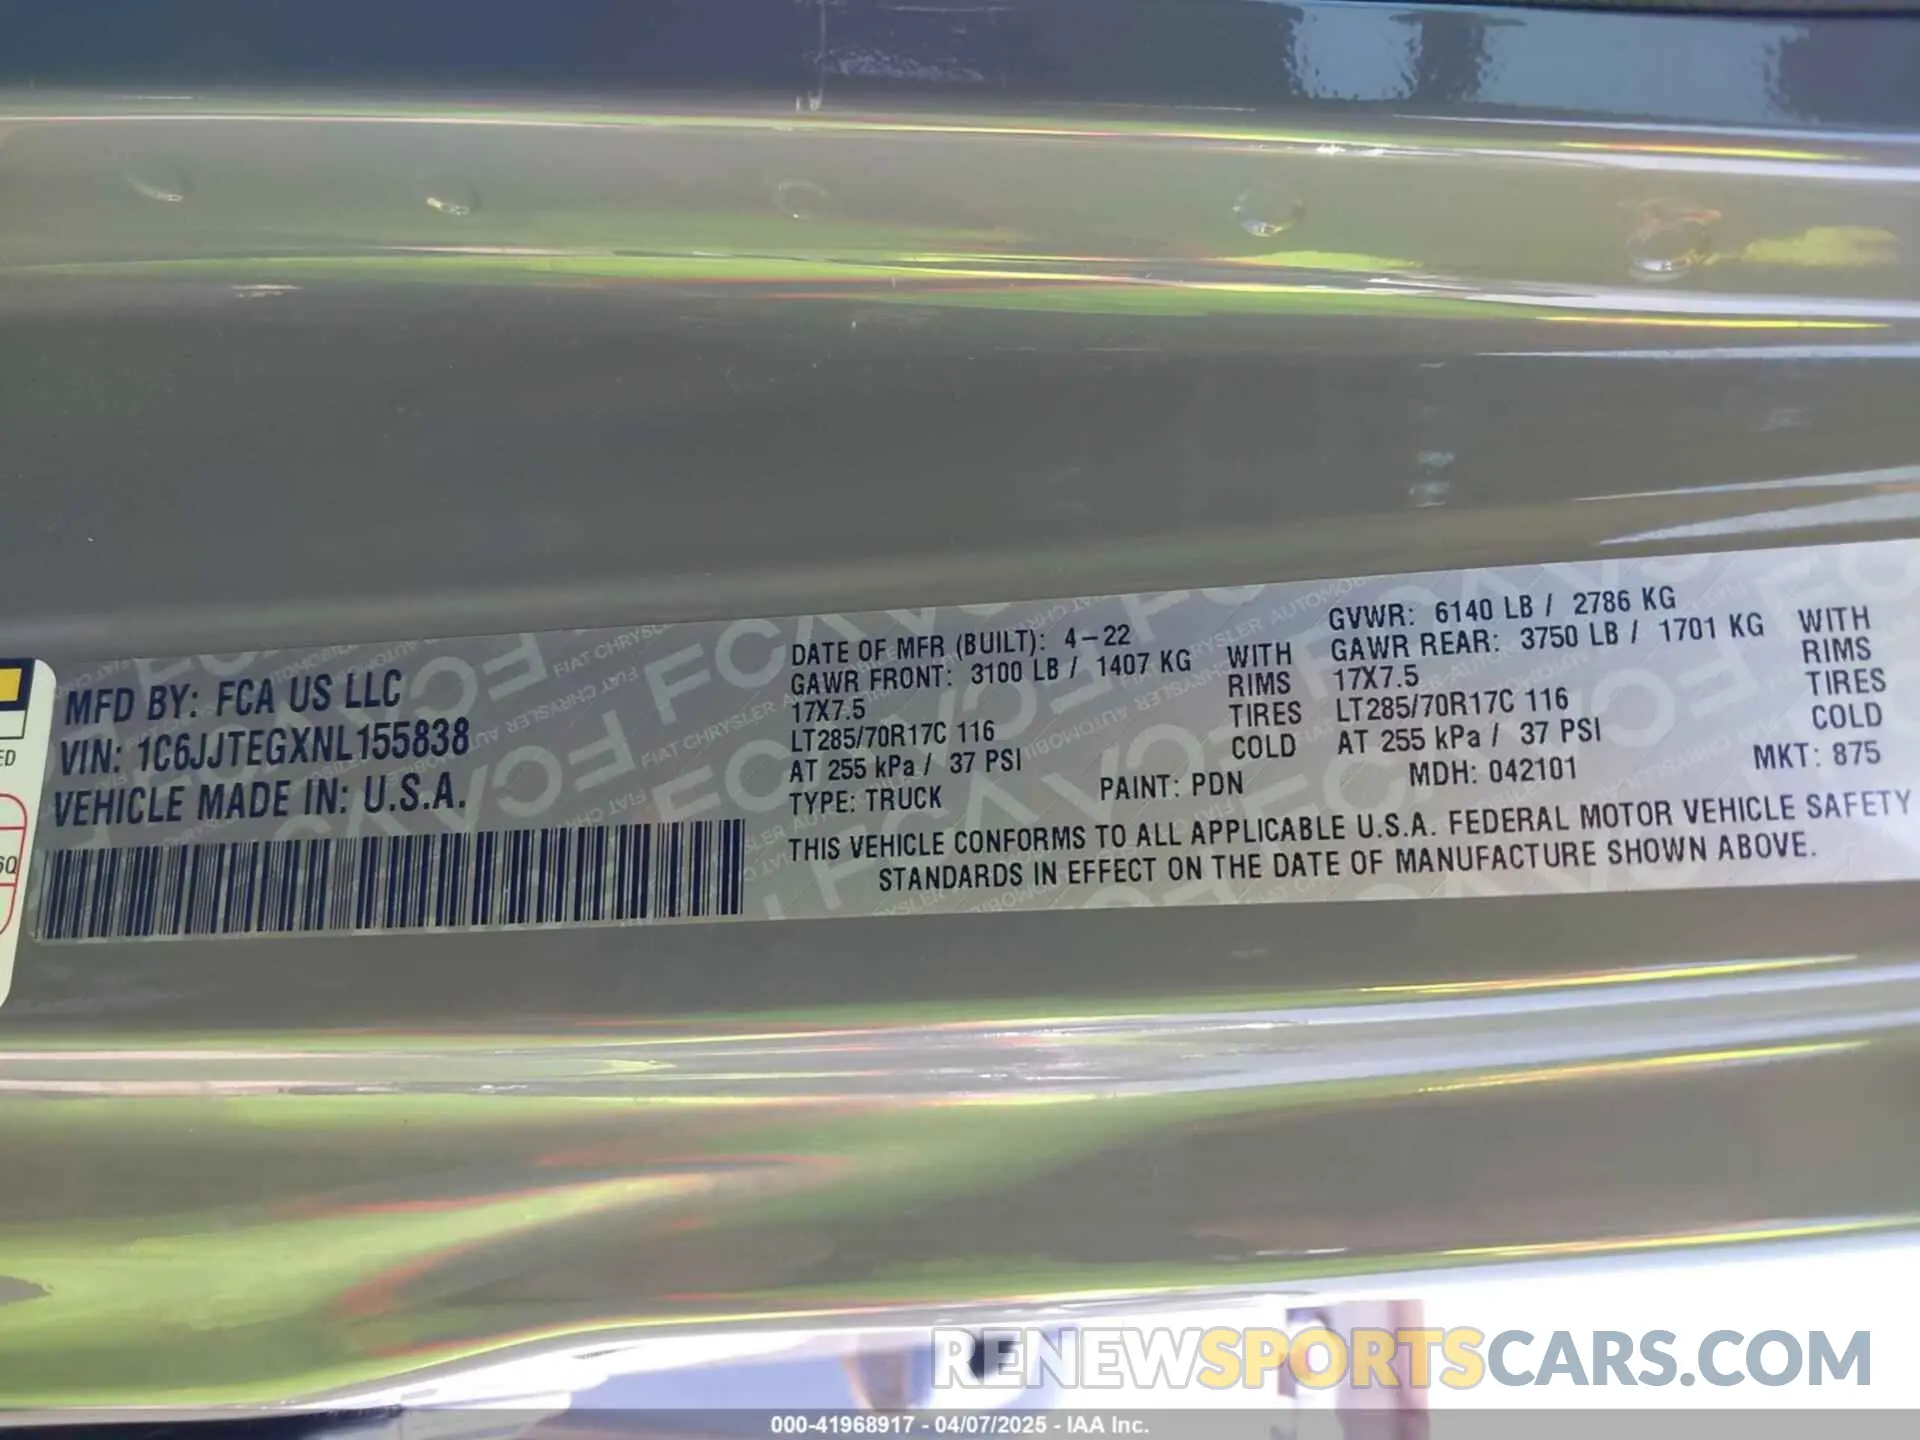 MFD BY: FCA US LLC
VIN: 1C6JJTEGXNL155838
VEHICLE MADE IN: U.S.A.
DATE OF MFR (BUILT): 4-22
GAWR FRONT: 3100 LB / 1407 KG WITH
17X7.5 RIMS
LT285/70R17C 116 TIRES
AT 255 kPa / 37 PSI COLD
TYPE: TRUCK PAINT: PDN
GVWR: 6140 LB / 2786 KG
GAWR REAR: 3750 LB / 1701 KG WITH
17X7.5 RIMS
LT285/70R17C 116 TIRES
AT 255 kPa / 37 PSI COLD
MDH: 042101 MKT: 875
THIS VEHICLE CONFORMS TO ALL APPLICABLE U.S.A. FEDERAL MOTOR VEHICLE SAFETY
STANDARDS IN EFFECT ON THE DATE OF MANUFACTURE SHOWN ABOVE.
RENEWSPORTSCARS.COM
000-41968917 - 04/07/2025 - IAA Inc.